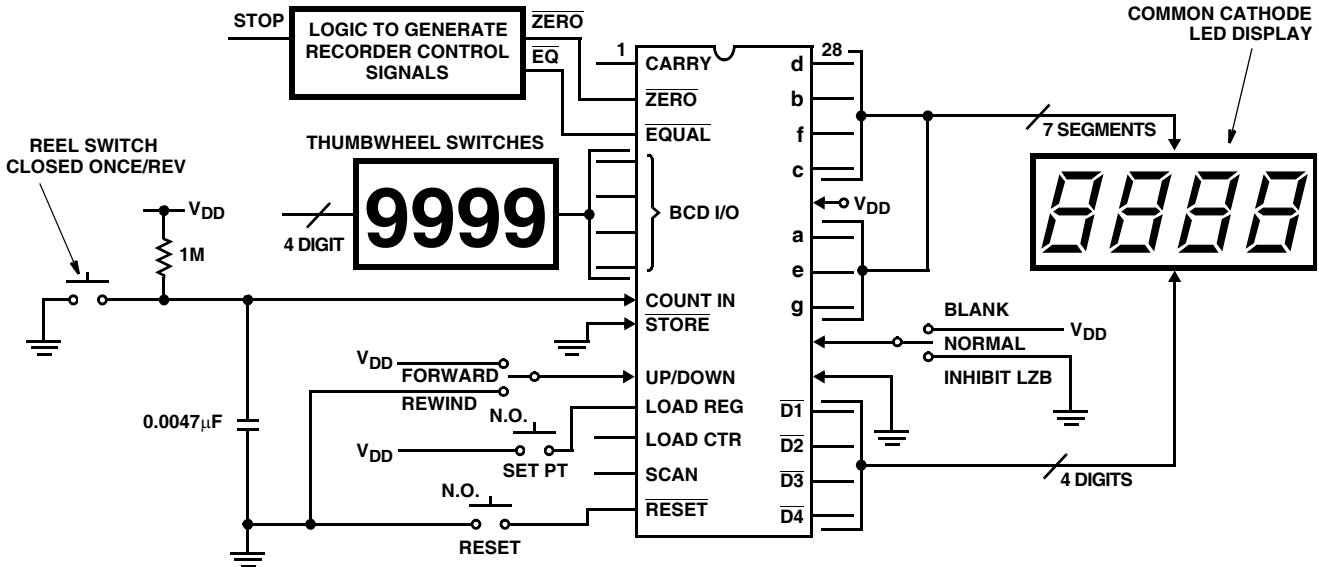 COMMON CATHODE
LED DISPLAY
STOP
LOGIC TO GENERATE
RECORDER CONTROL
SIGNALS
ZERO
EQ
1
28
CARRY
ZERO
EQUAL
BCD I/O
COUNT IN
STORE
UP/DOWN
LOAD REG
LOAD CTR
SCAN
RESET
d
b
f
c
VDD
a
e
g
D1
D2
D3
D4
7 SEGMENTS
8888
4 DIGITS
BLANK
VDD
NORMAL
INHIBIT LZB
THUMBWHEEL SWITCHES
9999
4 DIGIT
REEL SWITCH
CLOSED ONCE/REV
VDD
1M
0.0047μF
VDD
FORWARD
REWIND
N.O.
VDD
SET PT
N.O.
RESET